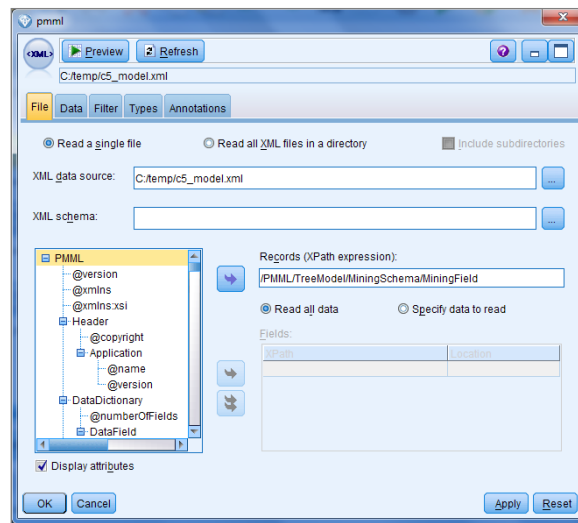 pmml
<XML>
Preview
2 Refresh
?
C:/temp/c5_model.xml
File Data Filter Types Annotations
Read a single file Read all XML files in a directory Include subdirectories
XML data source: C:/temp/c5_model.xml ...
XML schema: ...
PMML
@version
@xmlns
@xmlns:xsi
Header
@copyright
Application
@name
@version
DataDictionary
@numberOfFields
DataField
Display attributes
Records (XPath expression):
/PMML/TreeModel/MiningSchema/MiningField
Read all data Specify data to read
Fields:
XPath Location
OK Cancel Apply Reset